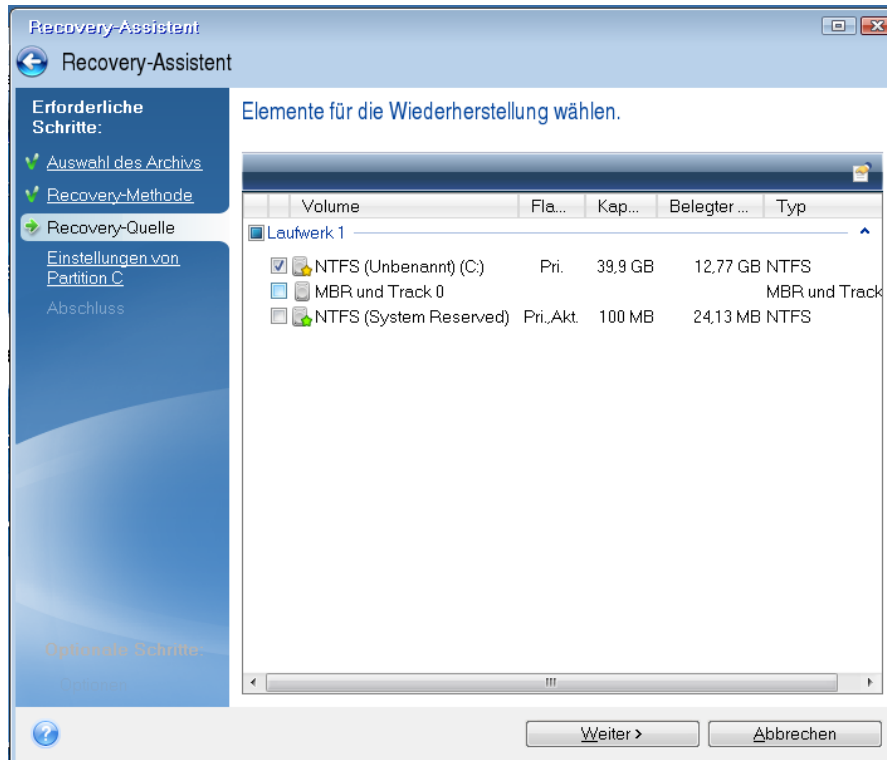 Recovery-Assistent
Recovery-Assistent
Erforderliche
Schritte:
Auswahl des Archivs
Recovery-Methode
Recovery-Quelle
Einstellungen von
Partition C
Abschluss
Optionale Schritte:
Optionen
Elemente für die Wiederherstellung wählen.
Volume Fla... Kap... Belegter ... Typ
Laufwerk 1
NTFS (Unbenannt) (C:) Pri. 39,9 GB 12,77 GB NTFS
MBR und Track 0 MBR und Track
NTFS (System Reserved) Pri.,Akt. 100 MB 24,13 MB NTFS
Weiter >
Abbrechen